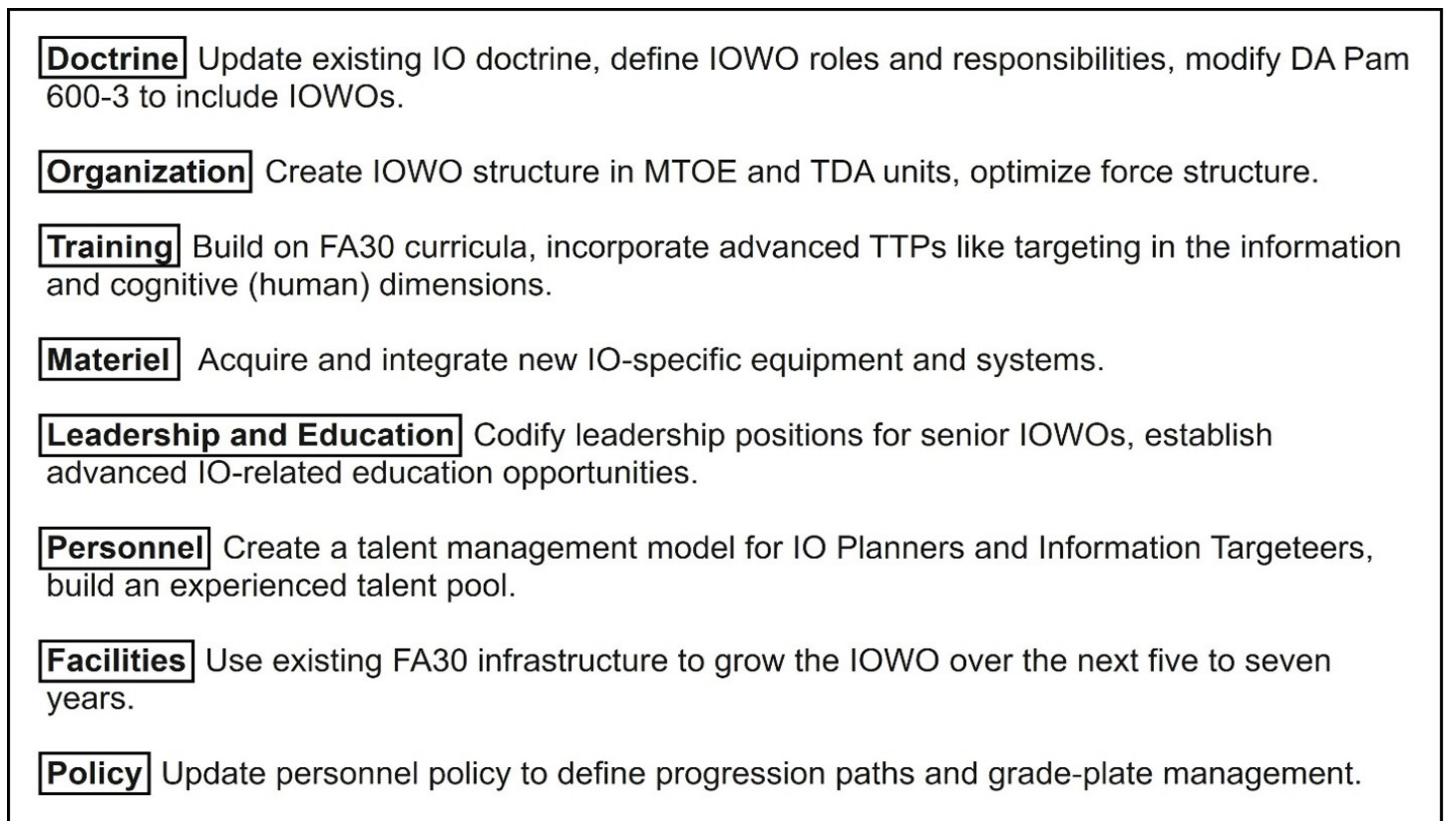 Doctrine Update existing IO doctrine, define IOWO roles and responsibilities, modify DA Pam
600-3 to include IOWOs.
Organization Create IOWO structure in MTOE and TDA units, optimize force structure.
Training Build on FA30 curricula, incorporate advanced TTPs like targeting in the information
and cognitive (human) dimensions.
Materiel Acquire and integrate new IO-specific equipment and systems.
Leadership and Education Codify leadership positions for senior IOWOs, establish
advanced IO-related education opportunities.
Personnel Create a talent management model for IO Planners and Information Targeteers,
build an experienced talent pool.
Facilities Use existing FA30 infrastructure to grow the IOWO over the next five to seven
years.
Policy Update personnel policy to define progression paths and grade-plate management.